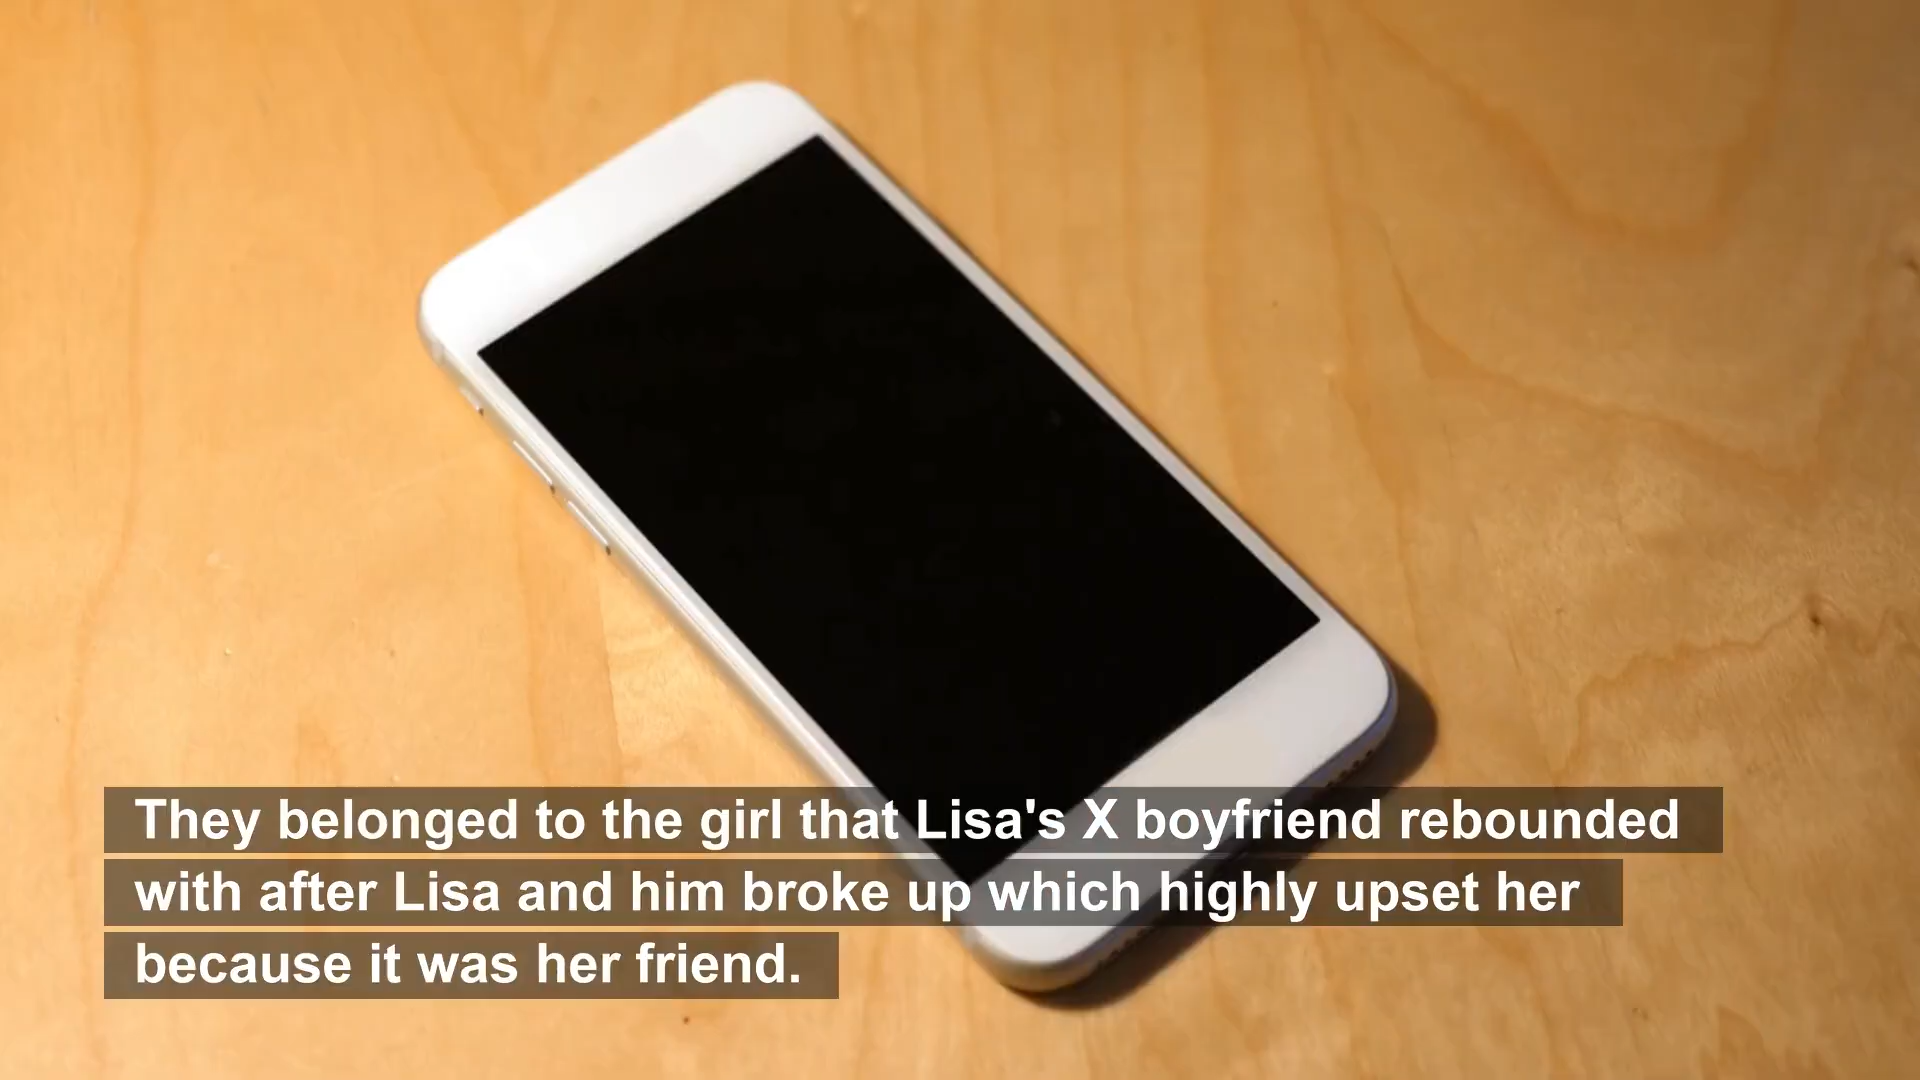 They belonged to the girl that Lisa's X boyfriend rebounded
with after Lisa and him broke up which highly upset her
because it was her friend.